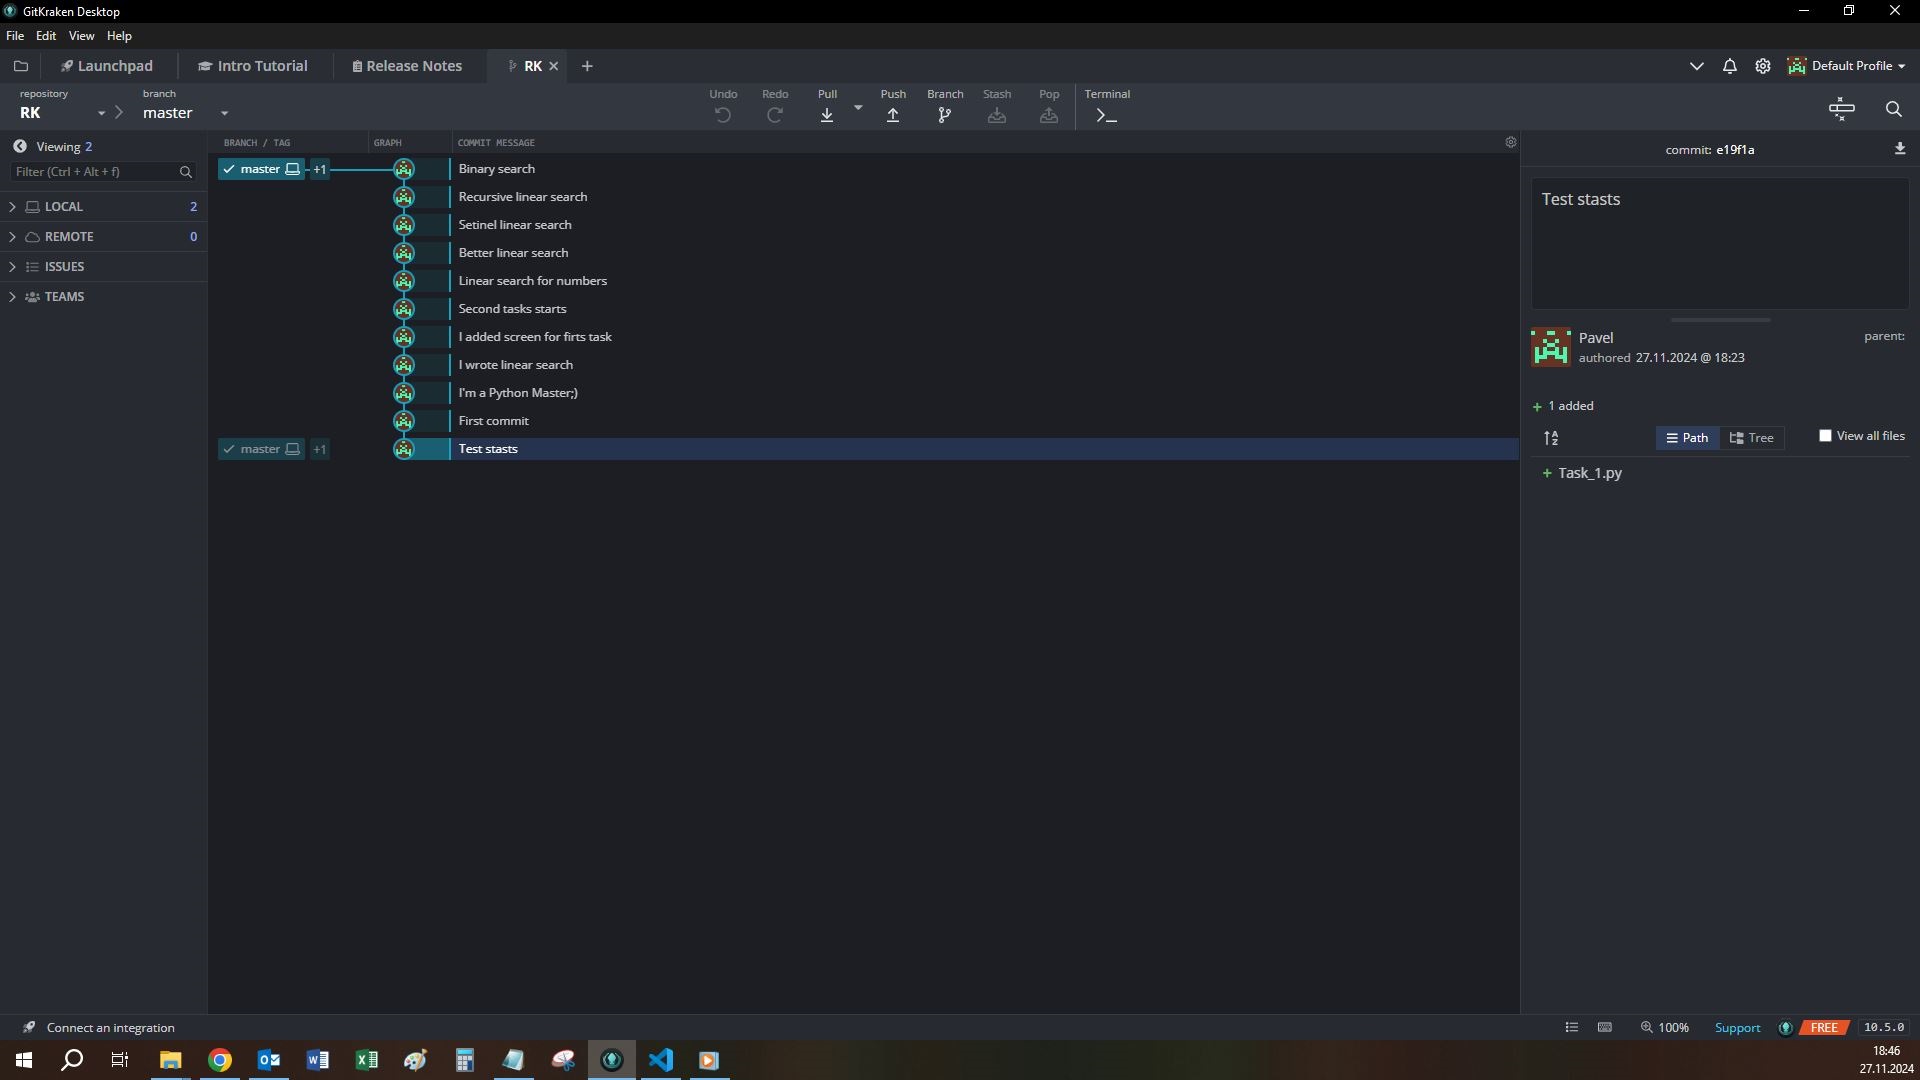 GitKraken Desktop
File Edit View Help
Launchpad Intro Tutorial Release Notes RK Default Profile
repository branch
RK master
Undo Redo Pull Push Branch Stash Pop Terminal
Viewing 2
Filter (Ctrl + Alt + f)
LOCAL 2
REMOTE 0
ISSUES
TEAMS
BRANCH / TAG GRAPH COMMIT MESSAGE
master +1 Binary search
Recursive linear search
Setinel linear search
Better linear search
Linear search for numbers
Second tasks starts
I added screen for firts task
I wrote linear search
I'm a Python Master;)
First commit
master +1 Test stasts
commit: e19f1a
Test stasts
Pavel
authored 27.11.2024 @ 18:23
parent:
1 added
Path Tree View all files
Task_1.py
Connect an integration
100% Support FREE 10.5.0
18:46
27.11.2024